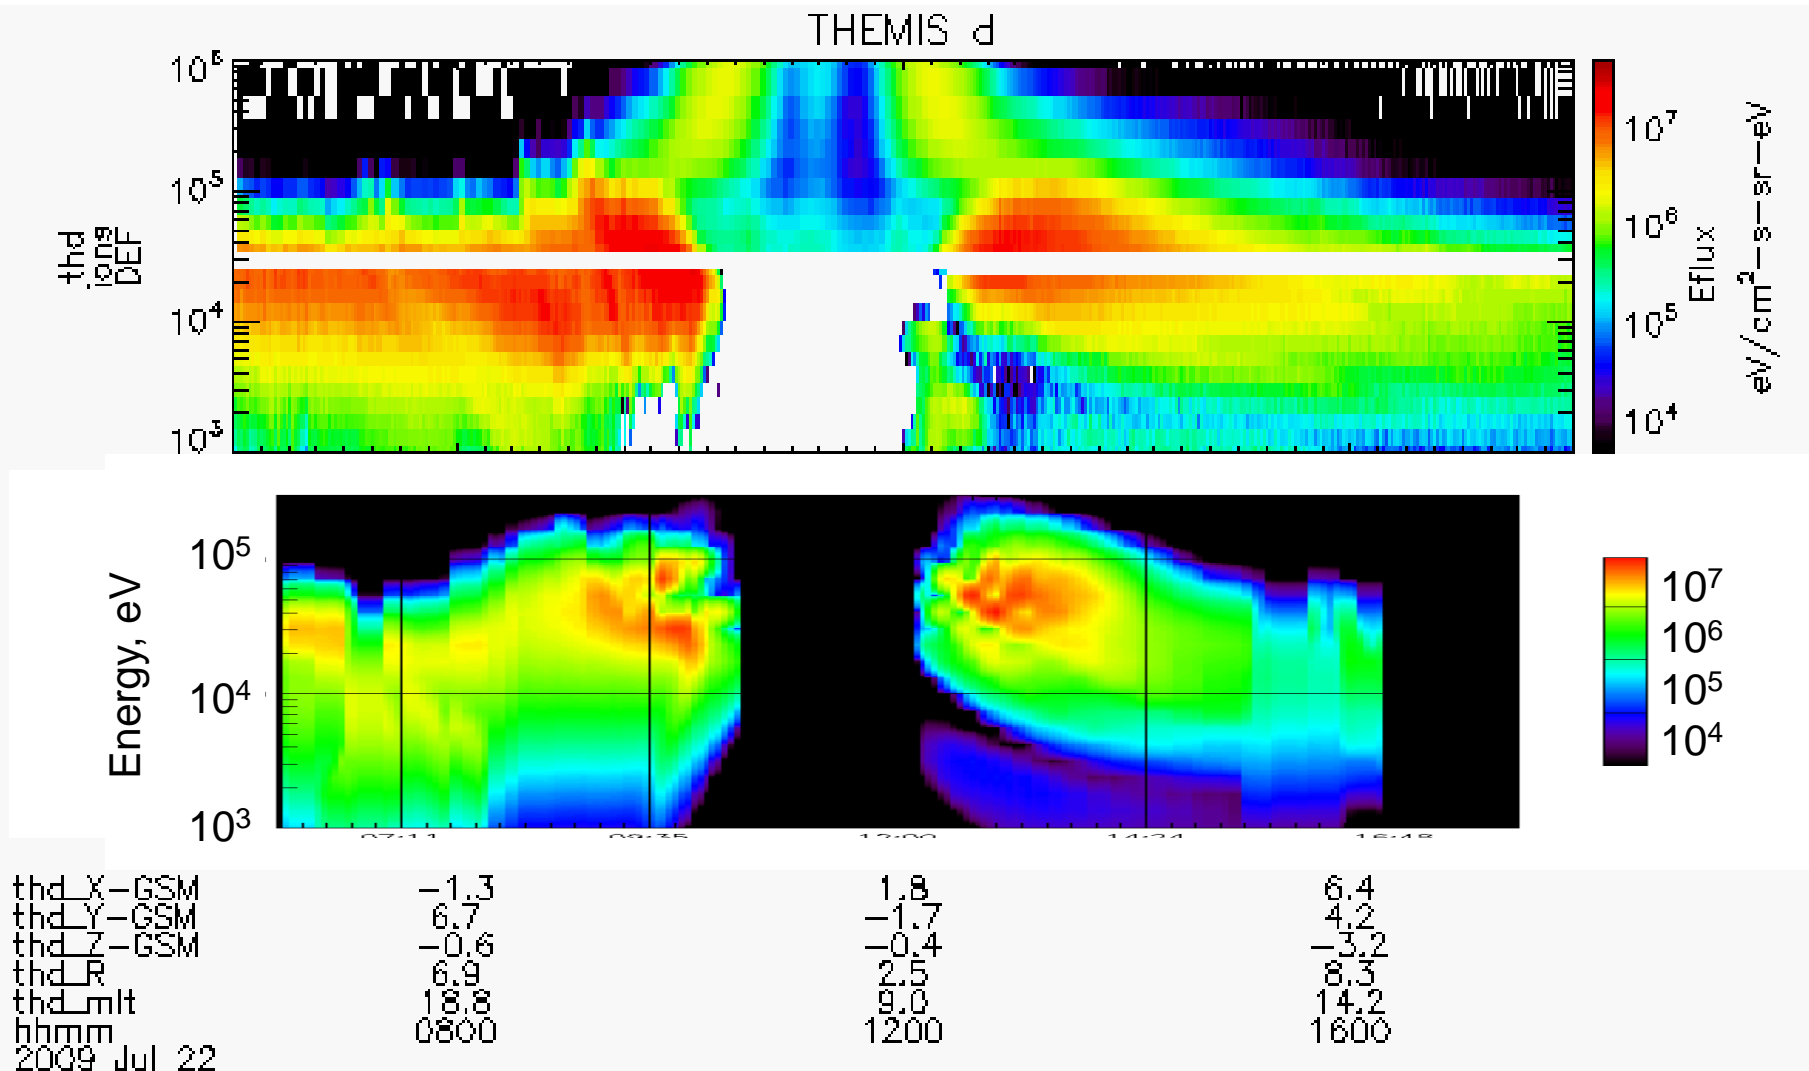 THEMIS d
10^6
10^5
10^4
10^3
thd
ions
DEF
10^7
10^6
10^5
10^4
Eflux
eV/cm^2-s-sr-eV
10^5
10^4
10^3
Energy, eV
10^7
10^6
10^5
10^4
thd_X-GSM -1.3 1.8 6.4
thd_Y-GSM 6.7 -1.7 4.2
thd_Z-GSM -0.6 -0.4 -3.2
thd_R 6.9 2.5 8.3
thd_mlt 18.8 9.0 14.2
hhmm 0800 1200 1600
2009 Jul 22